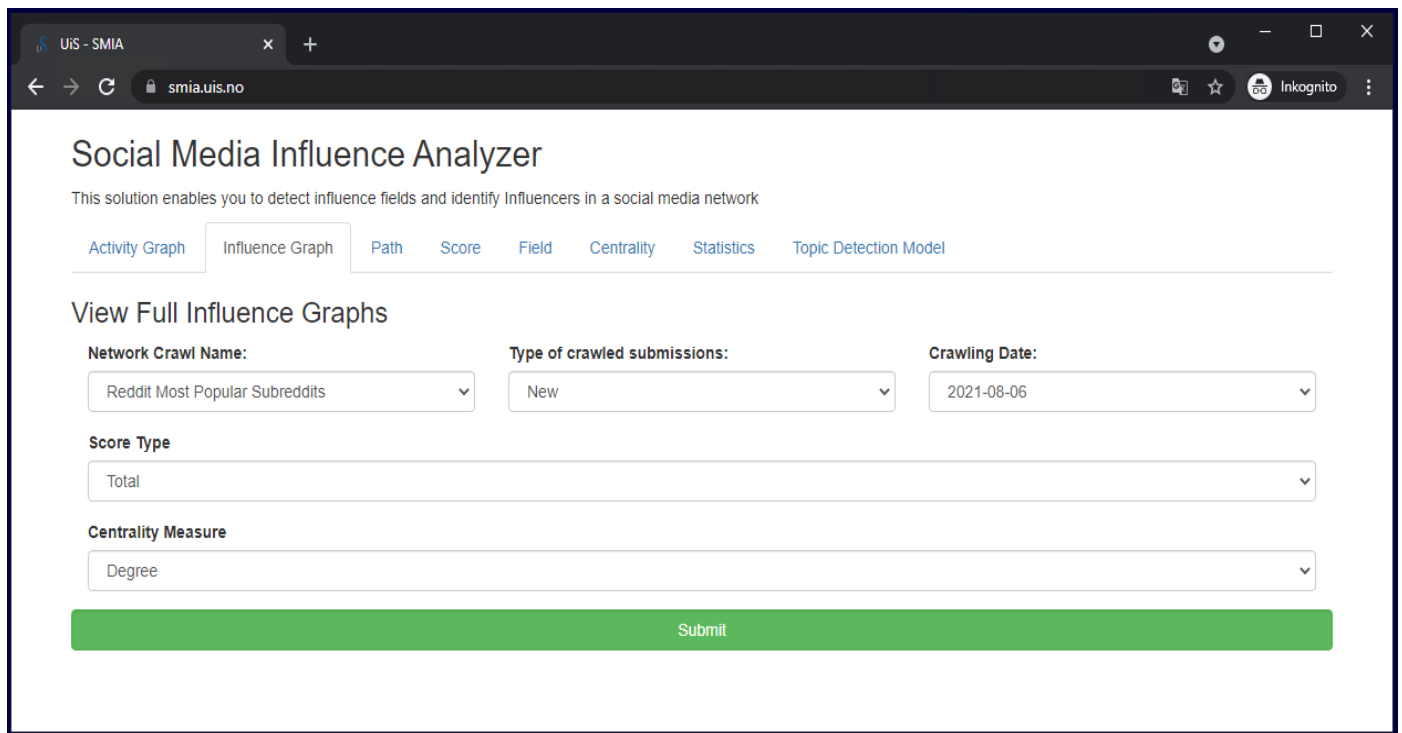 UiS - SMIA
smia.uis.no
Inkognito
Social Media Influence Analyzer
This solution enables you to detect influence fields and identify Influencers in a social media network
Activity Graph Influence Graph Path Score Field Centrality Statistics Topic Detection Model
View Full Influence Graphs
Network Crawl Name: Type of crawled submissions: Crawling Date:
Reddit Most Popular Subreddits New 2021-08-06
Score Type
Total
Centrality Measure
Degree
Submit